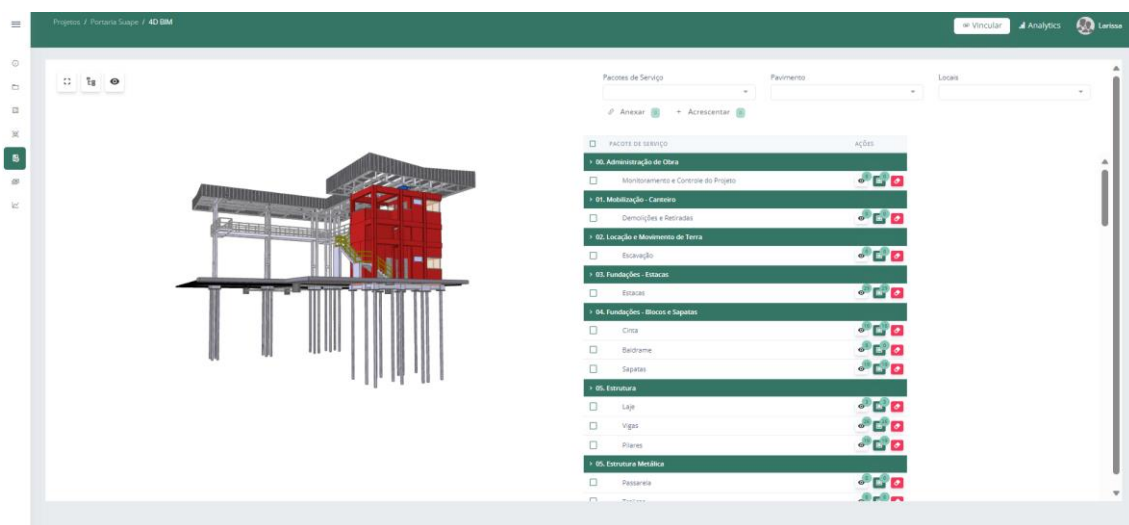 Projetos / Portaria Suape / 4D BIM
Vincular
Analytics
Larissa
Pacotes de Serviço
Pavimento
Locais
Anexar
+ Acrescentar
PACOTE DE SERVIÇO
AÇÕES
00. Administração de Obra
Monitoramento e Controle do Projeto
01. Mobilização - Canteiro
Demolições e Retiradas
02. Locação e Movimento de Terra
Escavação
03. Fundações - Estacas
Estacas
04. Fundações - Blocos e Sapatas
Cinta
Baldrame
Sapatas
05. Estrutura
Laje
Vigas
Pilares
05. Estrutura Metálica
Passarela